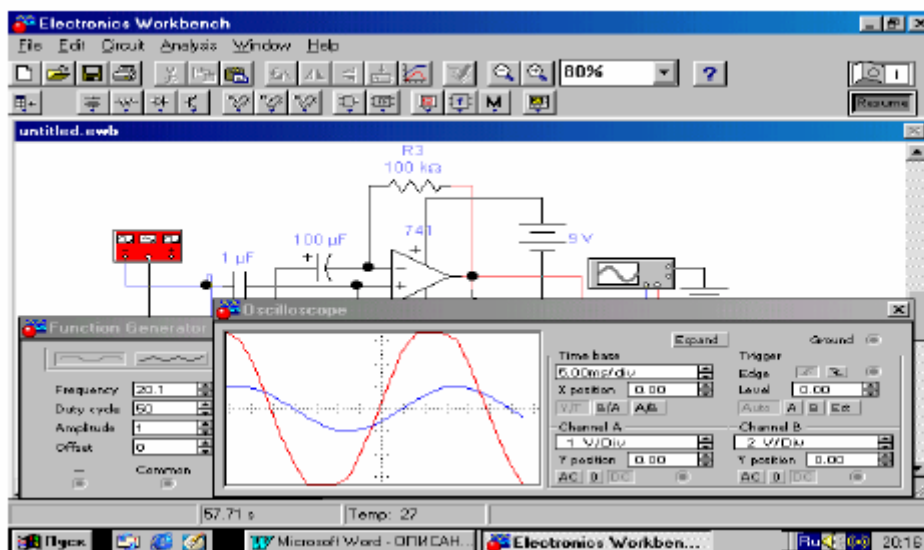 Electronics Workbench
File Edit Circuit Analysis Window Help
80% ?
Resume
untitled.ewb
R3
100 kΩ
741
1 μF
100 μF
9 V
Function Generator
Frequency 20.1
Duty cycle 50
Amplitude 1
Offset 0
Common
Oscilloscope
Expand Ground
Time base
5.00ms/div
X position 0.00
Y/T B/A A/B
Trigger
Edge
Level 0.00
Auto A B Ext
Channel A
1 V/Div
Y position 0.00
AC 0 DC
Channel B
2 V/Div
Y position 0.00
AC 0 DC
57.71 s Temp: 27
Пуск Microsoft Word - ОПИСАН... Electronics Workben... Ru